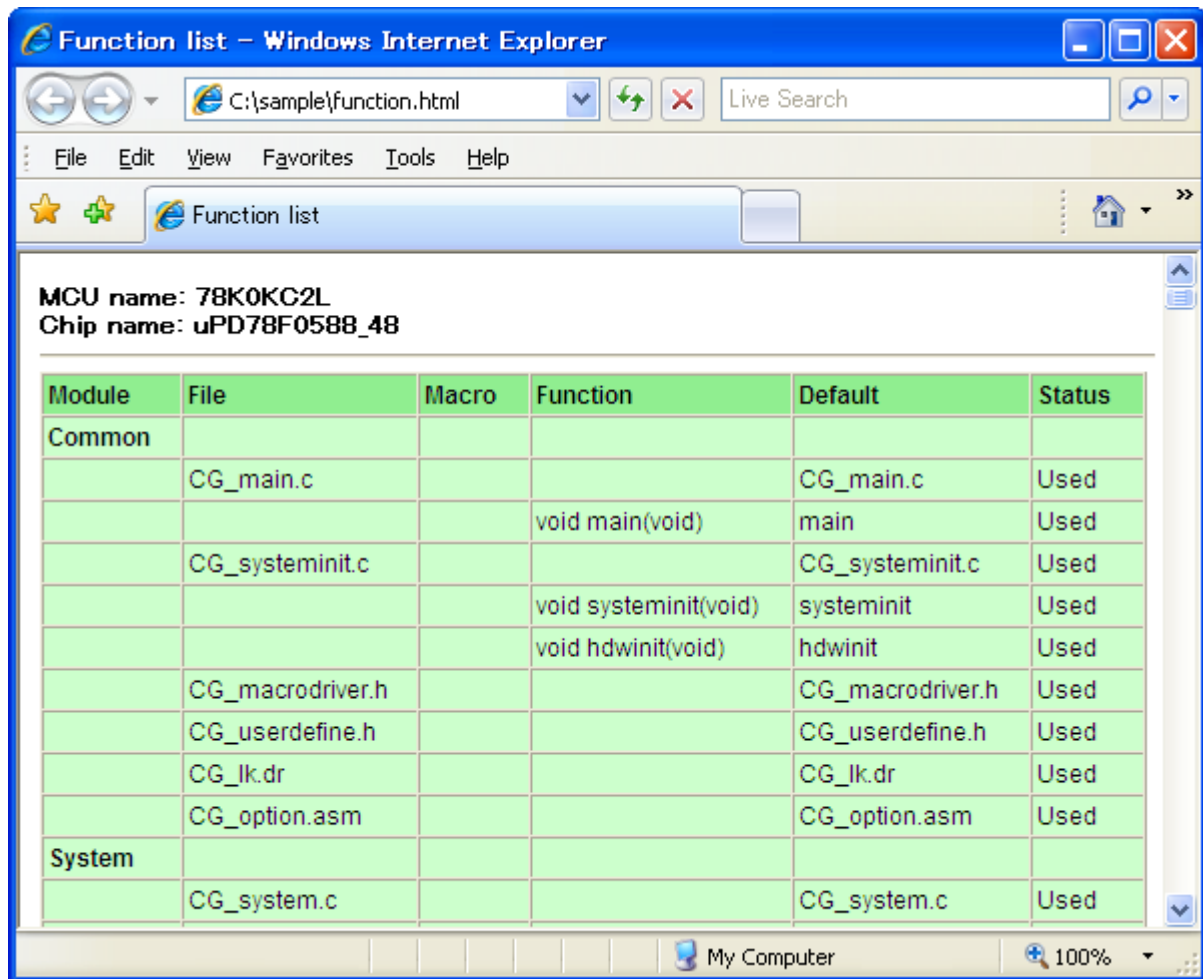 Function list - Windows Internet Explorer
C:\sample\function.html Live Search
File Edit View Favorites Tools Help
Function list »
MCU name: 78K0KC2L
Chip name: uPD78F0588_48
Module File Macro Function Default Status
Common
CG_main.c CG_main.c Used
void main(void) main Used
CG_systeminit.c CG_systeminit.c Used
void systeminit(void) systeminit Used
void hdwinit(void) hdwinit Used
CG_macrodriver.h CG_macrodriver.h Used
CG_userdefine.h CG_userdefine.h Used
CG_lk.dr CG_lk.dr Used
CG_option.asm CG_option.asm Used
System
CG_system.c CG_system.c Used
My Computer 100%